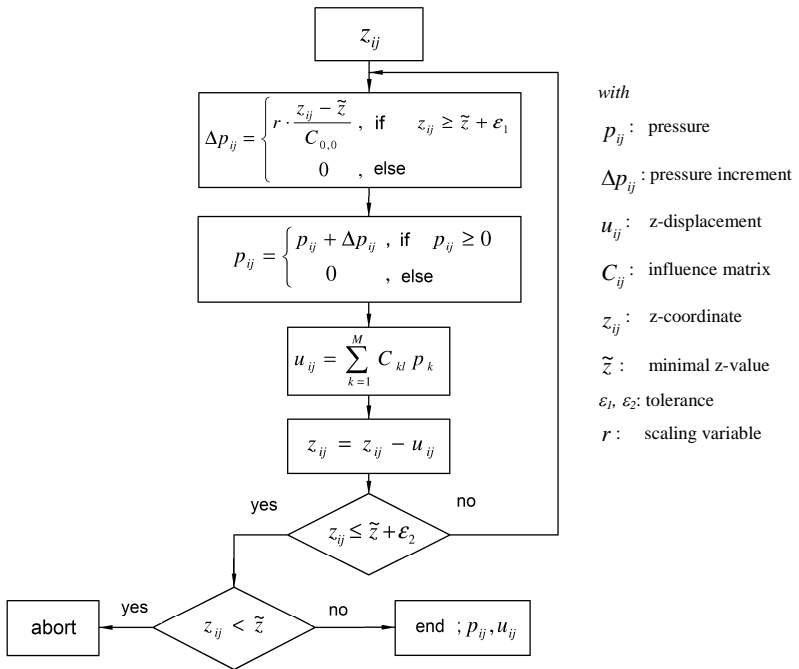 z_ij
Δp_ij = { r · (z_ij − z̃) / C_0,0 , if z_ij ≥ z̃ + ε_1
0 , else
p_ij = { p_ij + Δp_ij , if p_ij ≥ 0
0 , else
u_ij = ∑_{k=1}^{M} C_kl p_k
z_ij = z_ij − u_ij
yes
no
z_ij ≤ z̃ + ε_2
yes
no
abort
z_ij < z̃
end ; p_ij, u_ij
with
p_ij : pressure
Δp_ij : pressure increment
u_ij : z-displacement
C_ij : influence matrix
z_ij : z-coordinate
z̃ : minimal z-value
ε_1, ε_2: tolerance
r : scaling variable